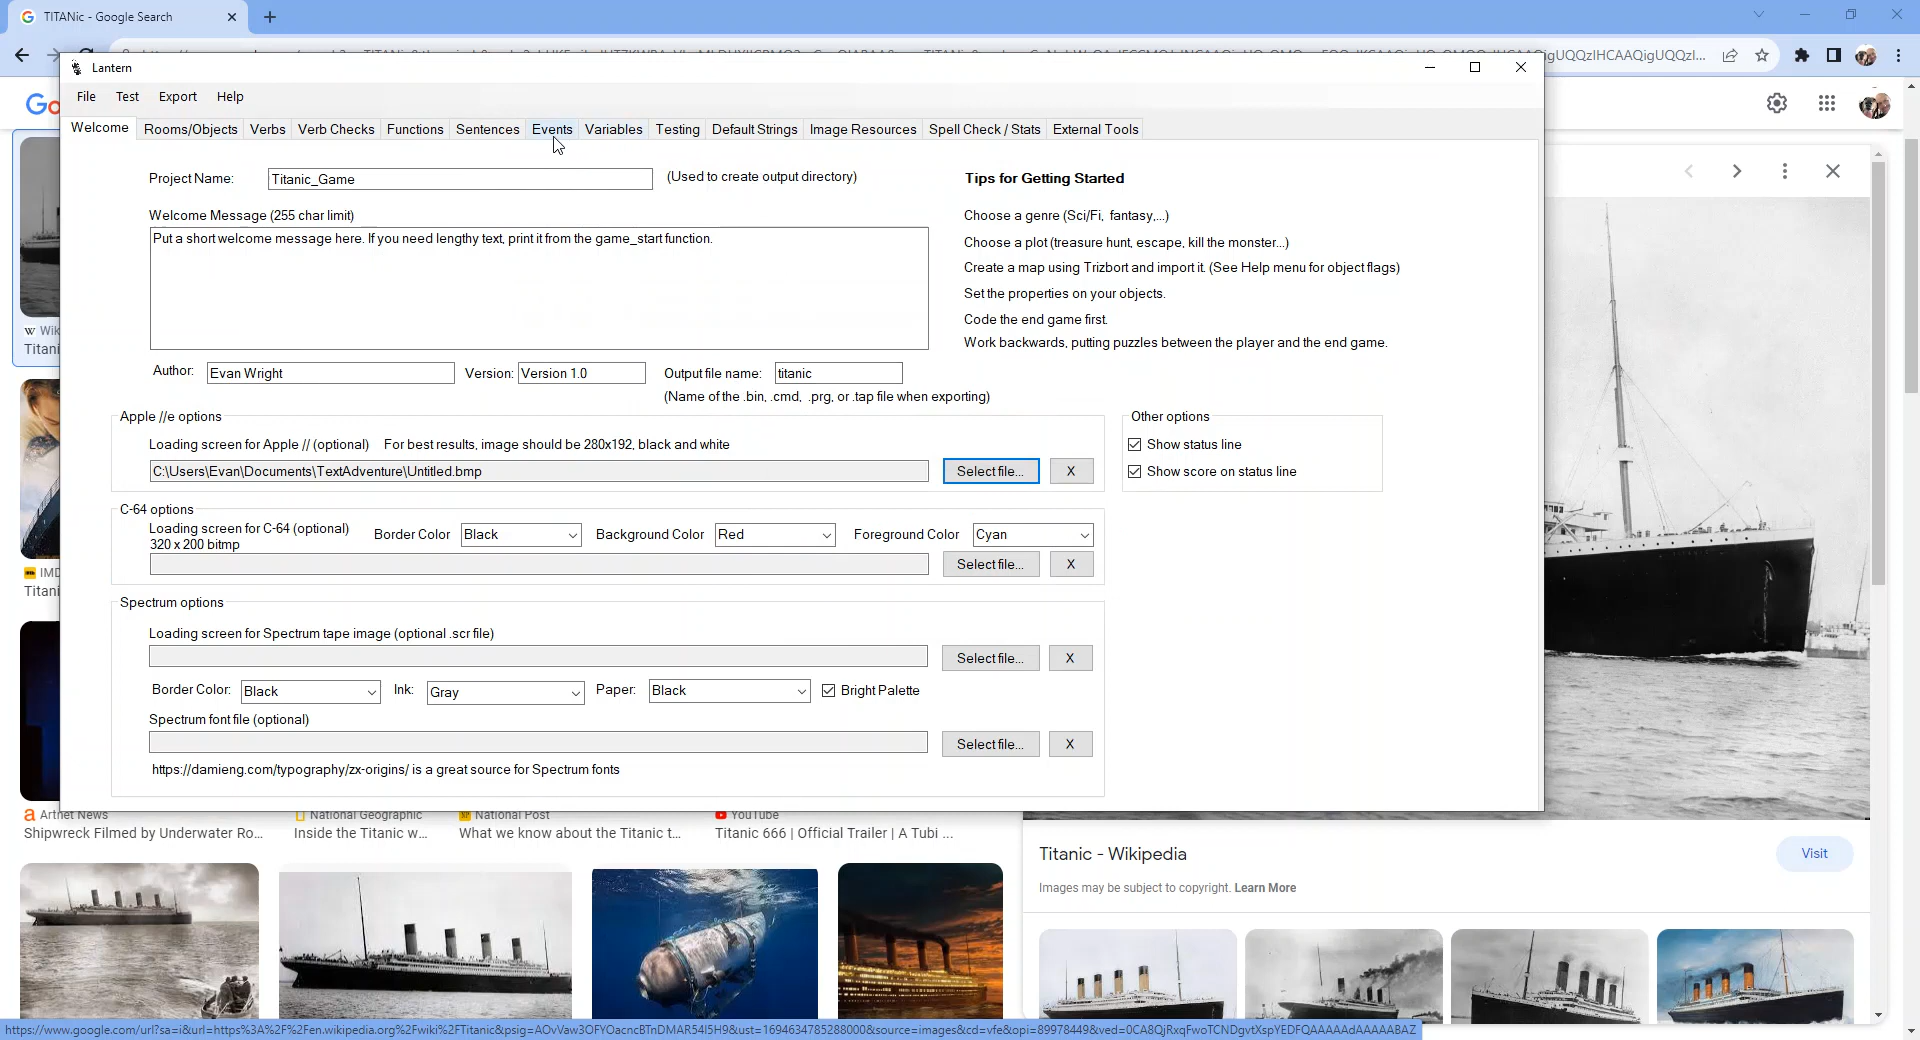 TITANic - Google Search
gUQQzIHCAAQigUQQzI...
Lantern
File Test Export Help
Welcome Rooms/Objects Verbs Verb Checks Functions Sentences Events Variables Testing Default Strings Image Resources Spell Check / Stats External Tools
Project Name: Titanic_Game (Used to create output directory)
Welcome Message (255 char limit)
Put a short welcome message here. If you need lengthy text, print it from the game_start function.
Tips for Getting Started
Choose a genre (Sci/Fi, fantasy,...)
Choose a plot (treasure hunt, escape, kill the monster...)
Create a map using Trizbort and import it. (See Help menu for object flags)
Set the properties on your objects.
Code the end game first.
Work backwards, putting puzzles between the player and the end game.
Author: Evan Wright Version: Version 1.0 Output file name: titanic
(Name of the .bin, .cmd, .prg, or .tap file when exporting)
Apple //e options
Loading screen for Apple // (optional) For best results, image should be 280x192, black and white
C:\Users\Evan\Documents\TextAdventure\Untitled.bmp Select file... X
Other options
Show status line
Show score on status line
C-64 options
Loading screen for C-64 (optional)
320 x 200 bitmp
Border Color Black Background Color Red Foreground Color Cyan
Select file... X
Spectrum options
Loading screen for Spectrum tape image (optional .scr file)
Select file... X
Border Color: Black Ink: Gray Paper: Black Bright Palette
Spectrum font file (optional)
Select file... X
https://damieng.com/typography/zx-origins/ is a great source for Spectrum fonts
Go
W Wik
Titani
IMD
Titani
Artnet News
Shipwreck Filmed by Underwater Ro...
National Geographic
Inside the Titanic w...
National Post
What we know about the Titanic t...
YouTube
Titanic 666 | Official Trailer | A Tubi ...
Titanic - Wikipedia
Visit
Images may be subject to copyright. Learn More